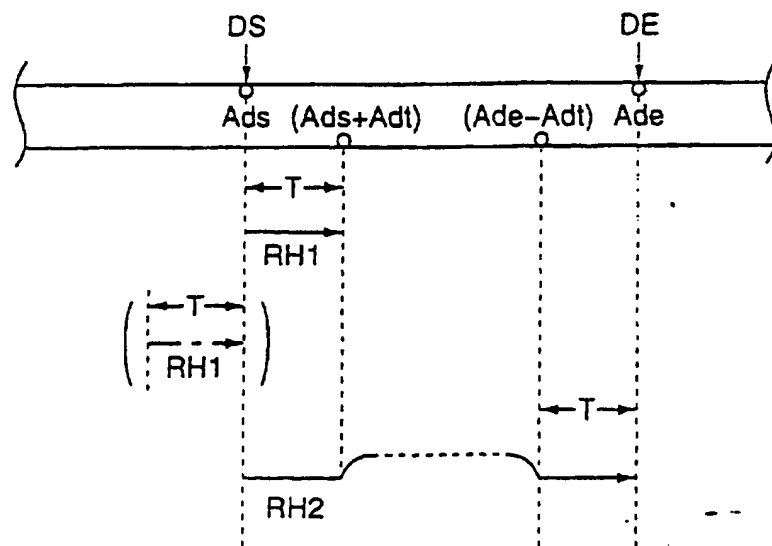 DS DE
Ads (Ads+Adt) (Ade−Adt) Ade
T
RH1
T
RH1
T
RH2